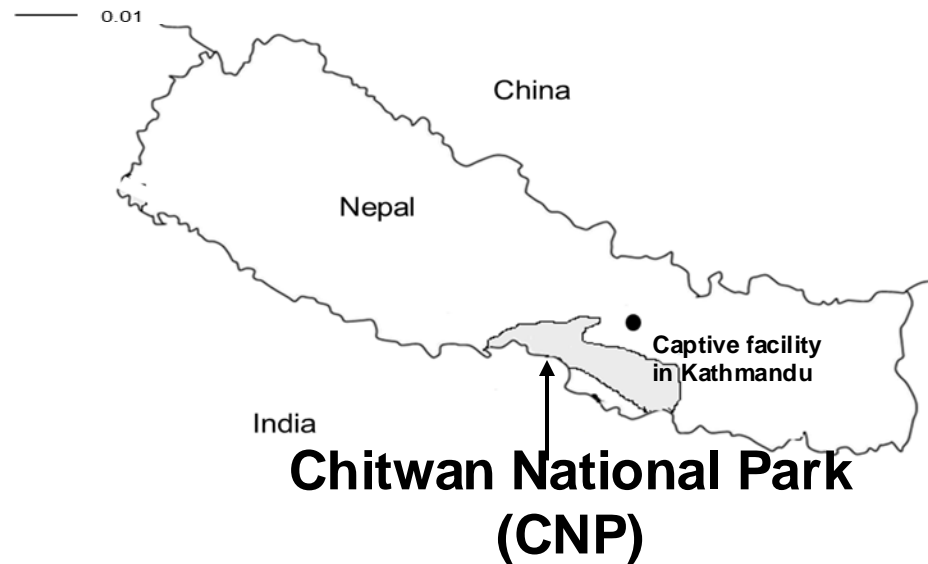 0.01
China
Nepal
Captive facility
in Kathmandu
India
Chitwan National Park
(CNP)